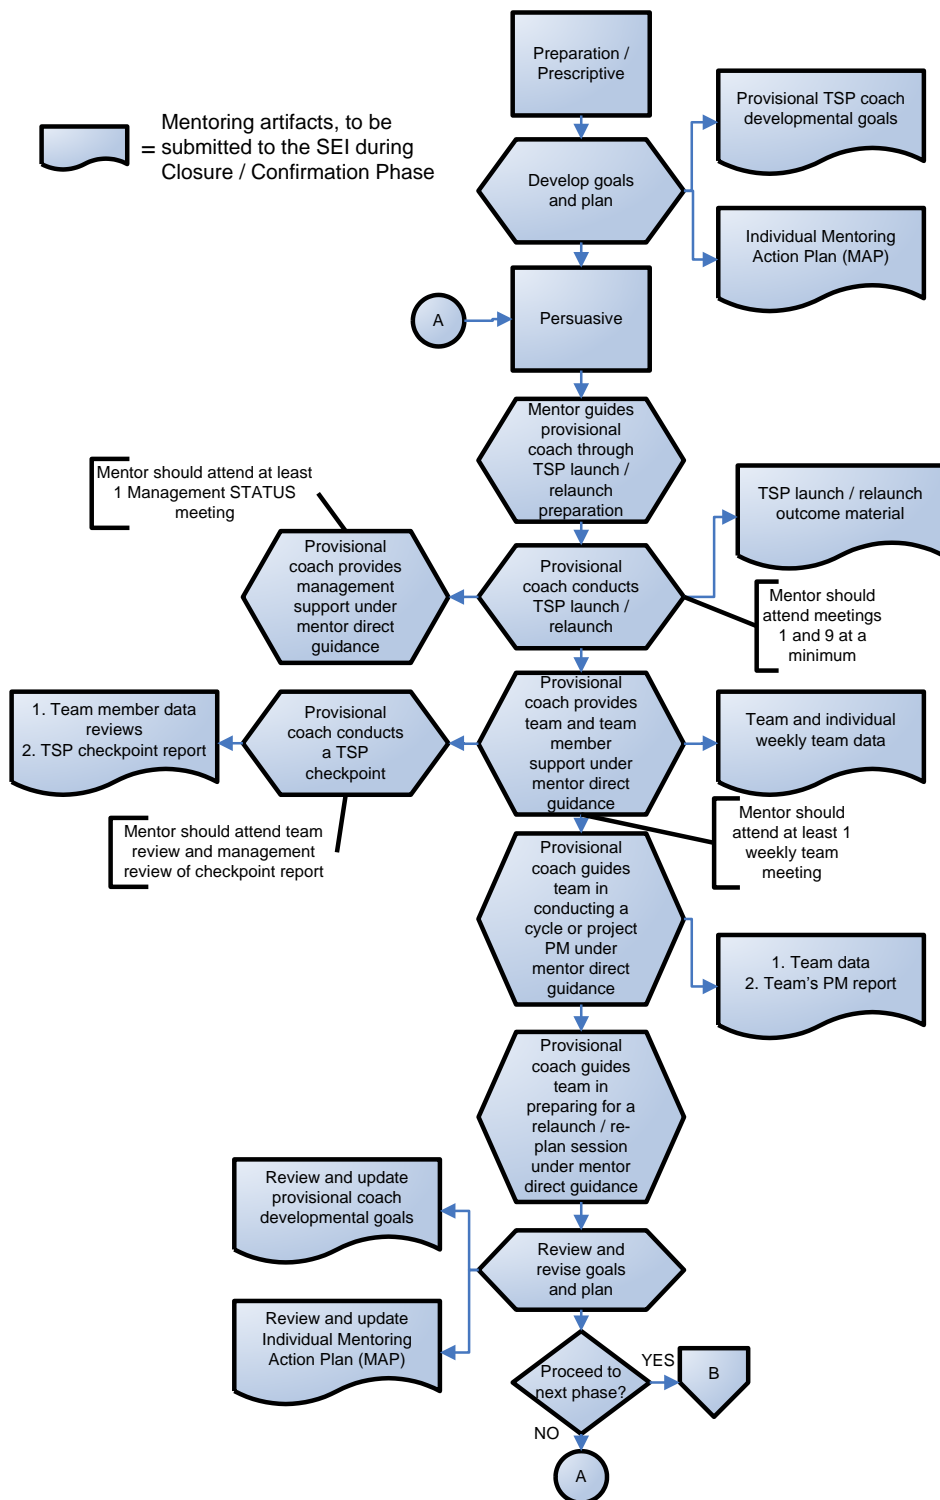 Preparation /
Prescriptive
Provisional TSP coach
developmental goals
Mentoring artifacts, to be
= submitted to the SEI during
Closure / Confirmation Phase
Develop goals
and plan
Individual Mentoring
Action Plan (MAP)
A
Persuasive
Mentor guides
provisional
coach through
TSP launch /
relaunch
preparation
Mentor should attend at least
1 Management STATUS
meeting
TSP launch / relaunch
outcome material
Provisional
coach provides
management
support under
mentor direct
guidance
Provisional
coach conducts
TSP launch /
relaunch
Mentor should
attend meetings
1 and 9 at a
minimum
1. Team member data
reviews
2. TSP checkpoint report
Provisional
coach conducts
a TSP
checkpoint
Provisional
coach provides
team and team
member
support under
mentor direct
guidance
Team and individual
weekly team data
Mentor should attend team
review and management
review of checkpoint report
Mentor should
attend at least 1
weekly team
meeting
Provisional
coach guides
team in
conducting a
cycle or project
PM under
mentor direct
guidance
1. Team data
2. Team's PM report
Provisional
coach guides
team in
preparing for a
relaunch / re-
plan session
under mentor
direct guidance
Review and update
provisional coach
developmental goals
Review and
revise goals
and plan
Review and update
Individual Mentoring
Action Plan (MAP)
Proceed to
next phase?
YES
B
NO
A